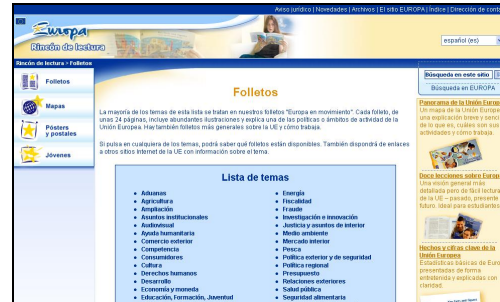 Aviso jurídico | Novedades | Archivos | El sitio EUROPA | Índice | Dirección de cont
Europa
Rincón de lectura
español (es)
Rincón de lectura > Folletos
Folletos
Mapas
Pósters
y postales
Jóvenes
Folletos
La mayoría de los temas de esta lista se tratan en nuestros folletos "Europa en movimiento". Cada folleto, de
unas 24 páginas, incluye abundantes ilustraciones y explica una de las políticas o ámbitos de actividad de la
Unión Europea. Hay también folletos más generales sobre la UE y cómo trabaja.
Si pulsa en cualquiera de los temas, podrá saber qué folletos están disponibles. También dispondrá de enlaces
a otros sitios Internet de la UE con información sobre el tema.
Lista de temas
Aduanas
Agricultura
Ampliación
Asuntos institucionales
Audiovisual
Ayuda humanitaria
Comercio exterior
Competencia
Consumidores
Cultura
Derechos humanos
Desarrollo
Economía y moneda
Educación, Formación, Juventud
Energía
Fiscalidad
Fraude
Investigación e innovación
Justicia y asuntos de interior
Medio ambiente
Mercado interior
Pesca
Política exterior y de seguridad
Política regional
Presupuesto
Relaciones exteriores
Salud pública
Seguridad alimentaria
Búsqueda en este sitio
Búsqueda en EUROPA
Panorama de la Unión Europ
Un mapa de la Unión Europe
una explicación breve y senci
de lo que es, cuáles son sus
actividades y cómo trabaja.
Doce lecciones sobre Europ
Una visión general más
detallada pero de fácil lectura
de la UE – pasado, presente
futuro. Ideal para estudiantes
Hechos y cifras clave de la
Unión Europea
Estadísticas básicas de Euro
presentadas de forma
entretenida y explicadas con
claridad.